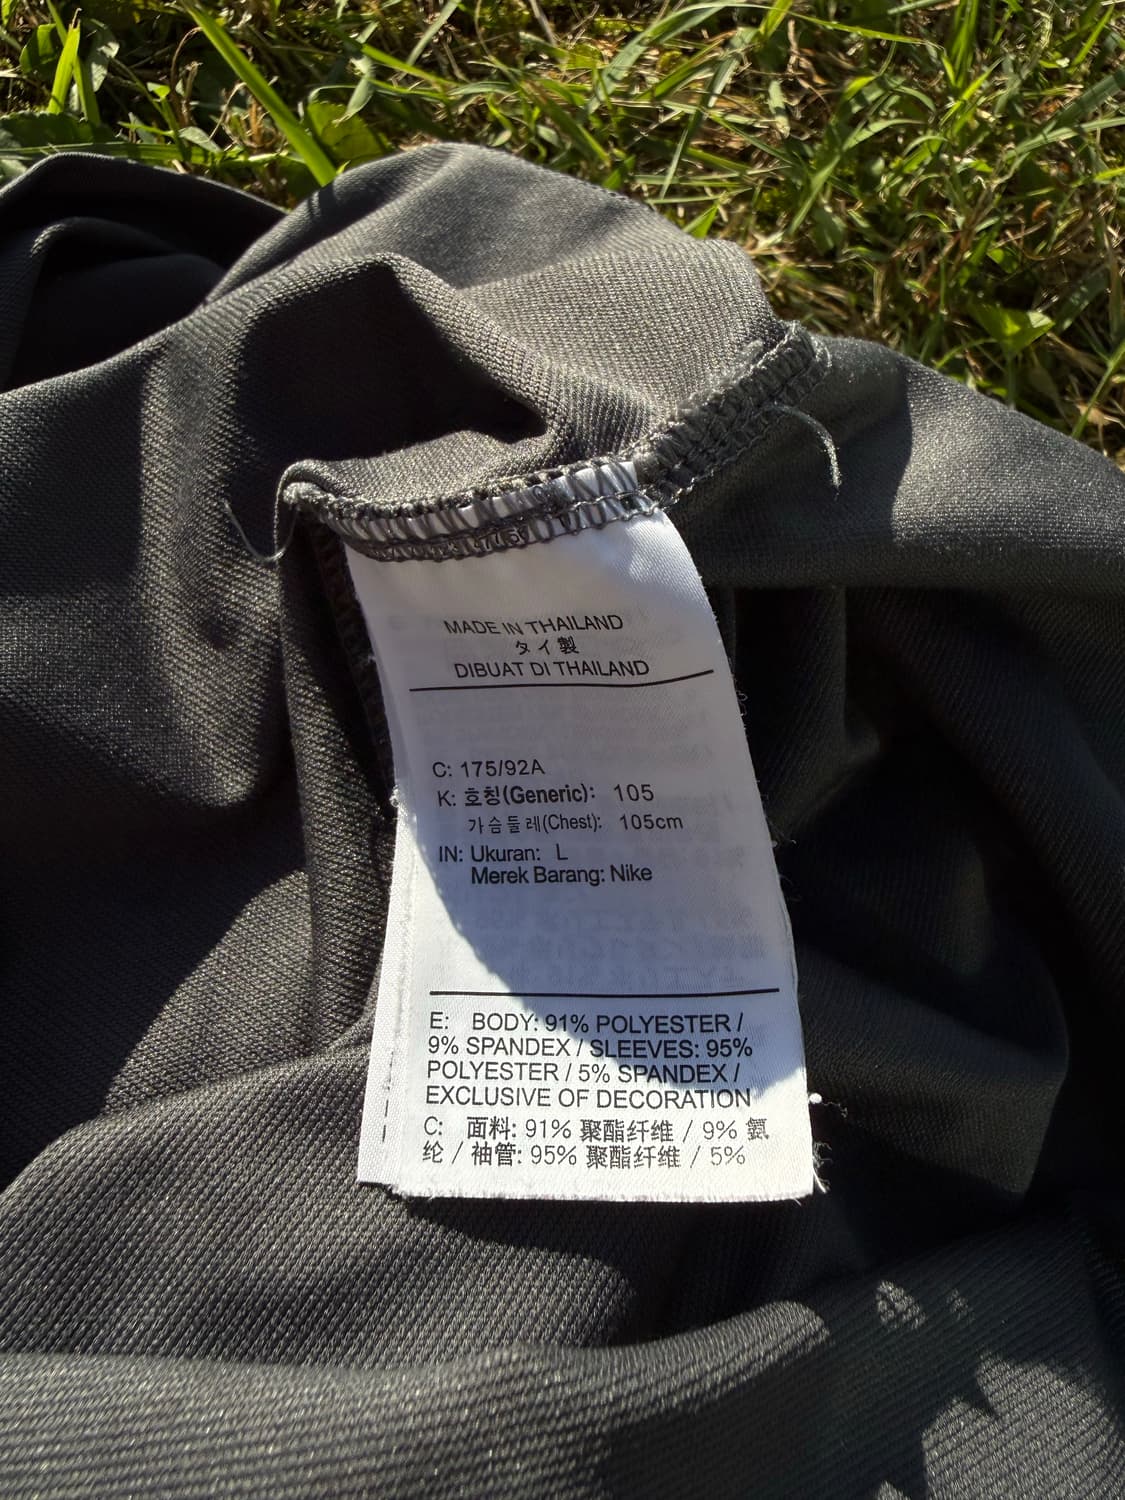 MADE IN THAILAND
タイ製
DIBUAT DI THAILAND
C: 175/92A
K: 호칭(Generic): 105
가슴둘레(Chest): 105cm
IN: Ukuran: L
Merek Barang: Nike
E: BODY: 91% POLYESTER /
9% SPANDEX / SLEEVES: 95%
POLYESTER / 5% SPANDEX /
EXCLUSIVE OF DECORATION
C: 面料: 91% 聚酯纤维 / 9% 氨
纶 / 袖管: 95% 聚酯纤维 / 5%